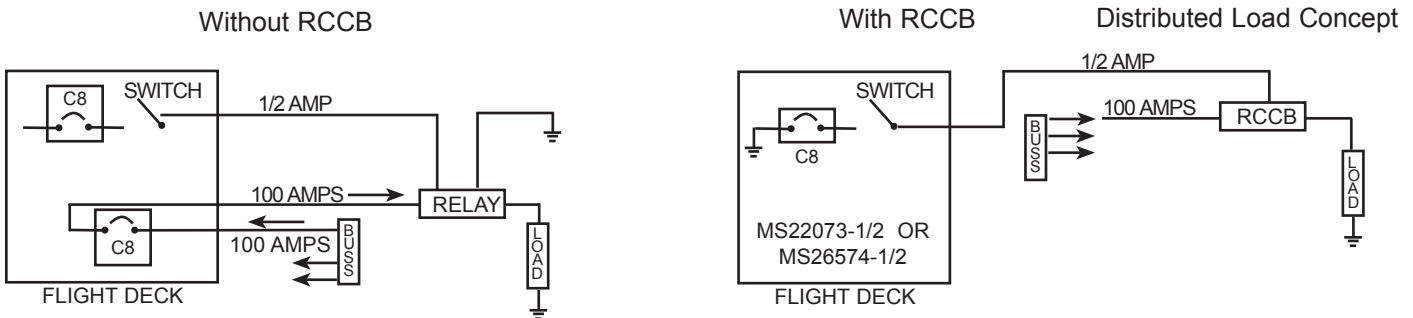 Without RCCB
C8
SWITCH
1/2 AMP
100 AMPS
RELAY
C8
100 AMPS
BUSS
LOAD
FLIGHT DECK
With RCCB
Distributed Load Concept
1/2 AMP
SWITCH
C8
BUSS
100 AMPS
RCCB
LOAD
MS22073-1/2 OR
MS26574-1/2
FLIGHT DECK